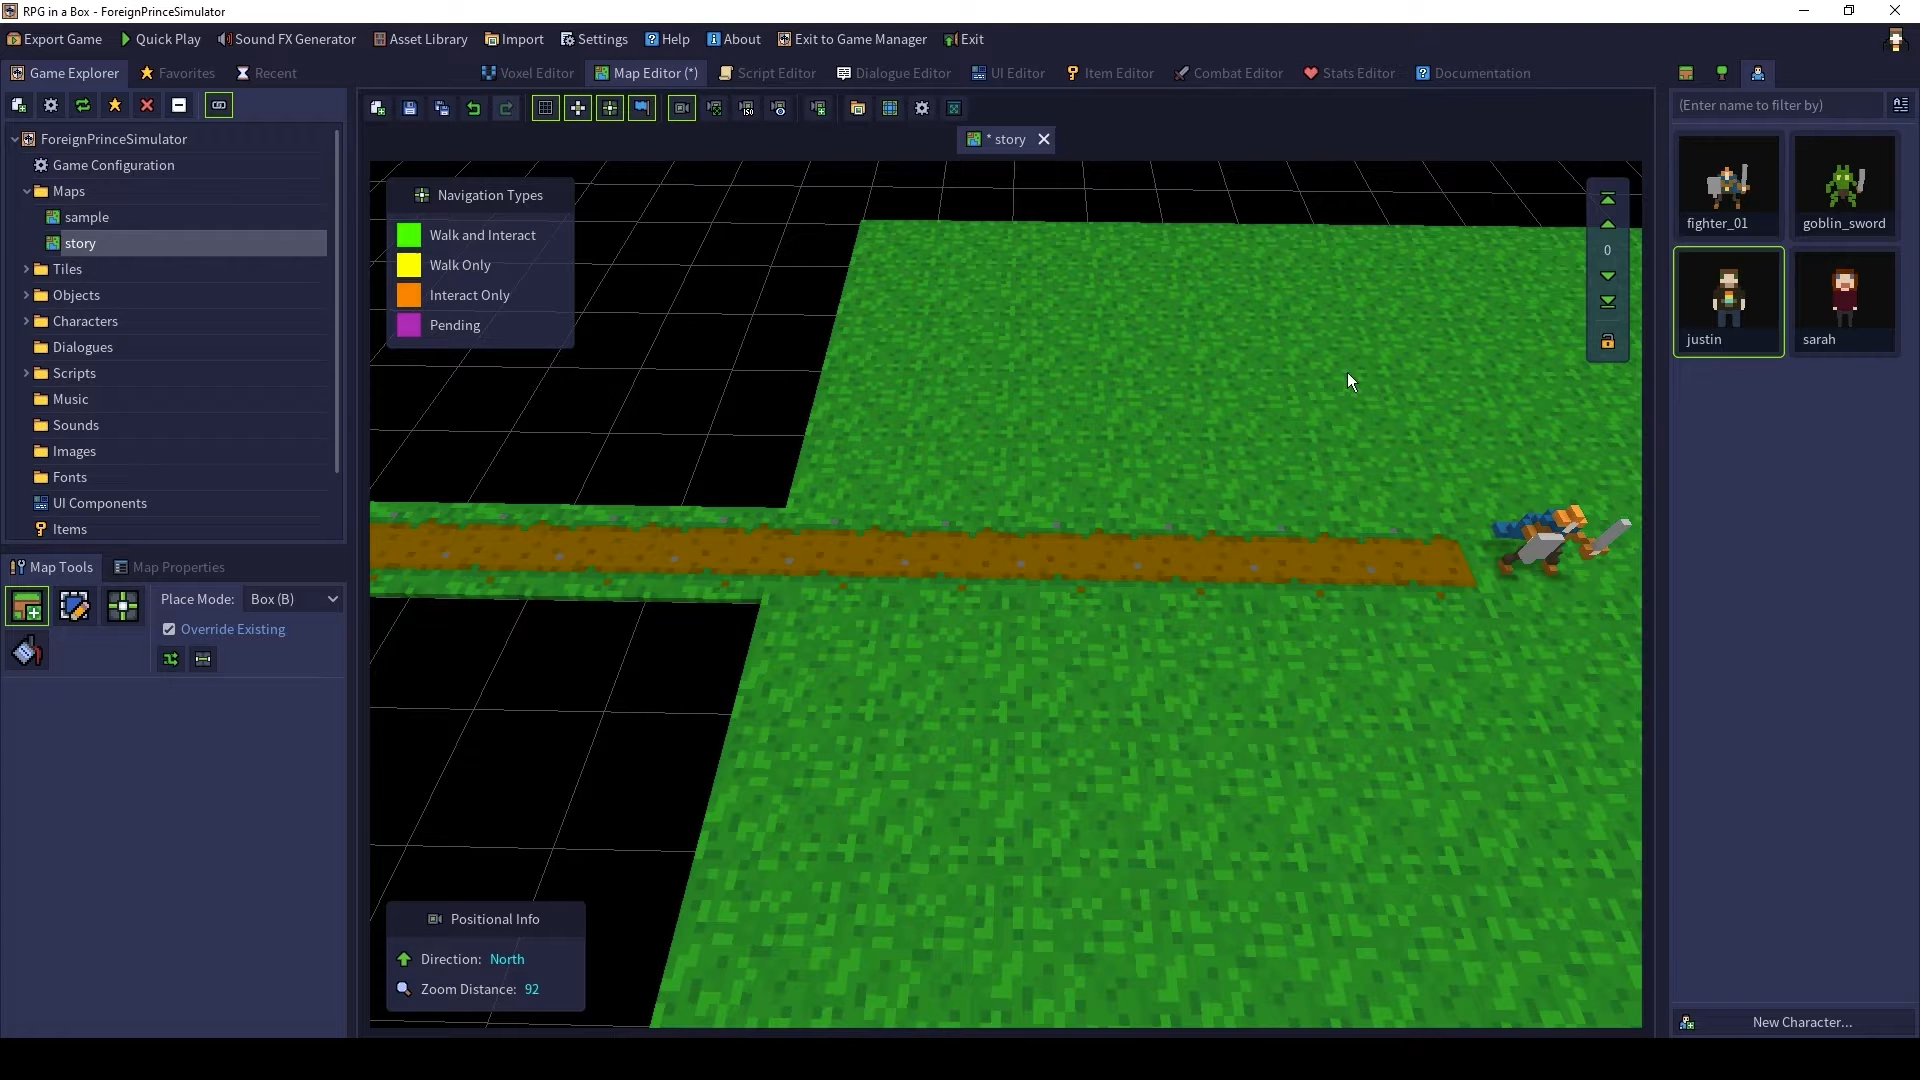 RPG in a Box - ForeignPrinceSimulator
Export Game Quick Play Sound FX Generator Asset Library Import Settings Help About Exit to Game Manager Exit
Game Explorer Favorites Recent
Voxel Editor Map Editor (*) Script Editor Dialogue Editor UI Editor Item Editor Combat Editor Stats Editor Documentation
ISO
(Enter name to filter by)
* story
ForeignPrinceSimulator
Game Configuration
Maps
sample
story
Tiles
Objects
Characters
Dialogues
Scripts
Music
Sounds
Images
Fonts
UI Components
Items
Navigation Types
Walk and Interact
Walk Only
Interact Only
Pending
0
fighter_01
goblin_sword
justin
sarah
Map Tools Map Properties
Place Mode: Box (B)
Override Existing
Positional Info
Direction: North
Zoom Distance: 92
New Character...